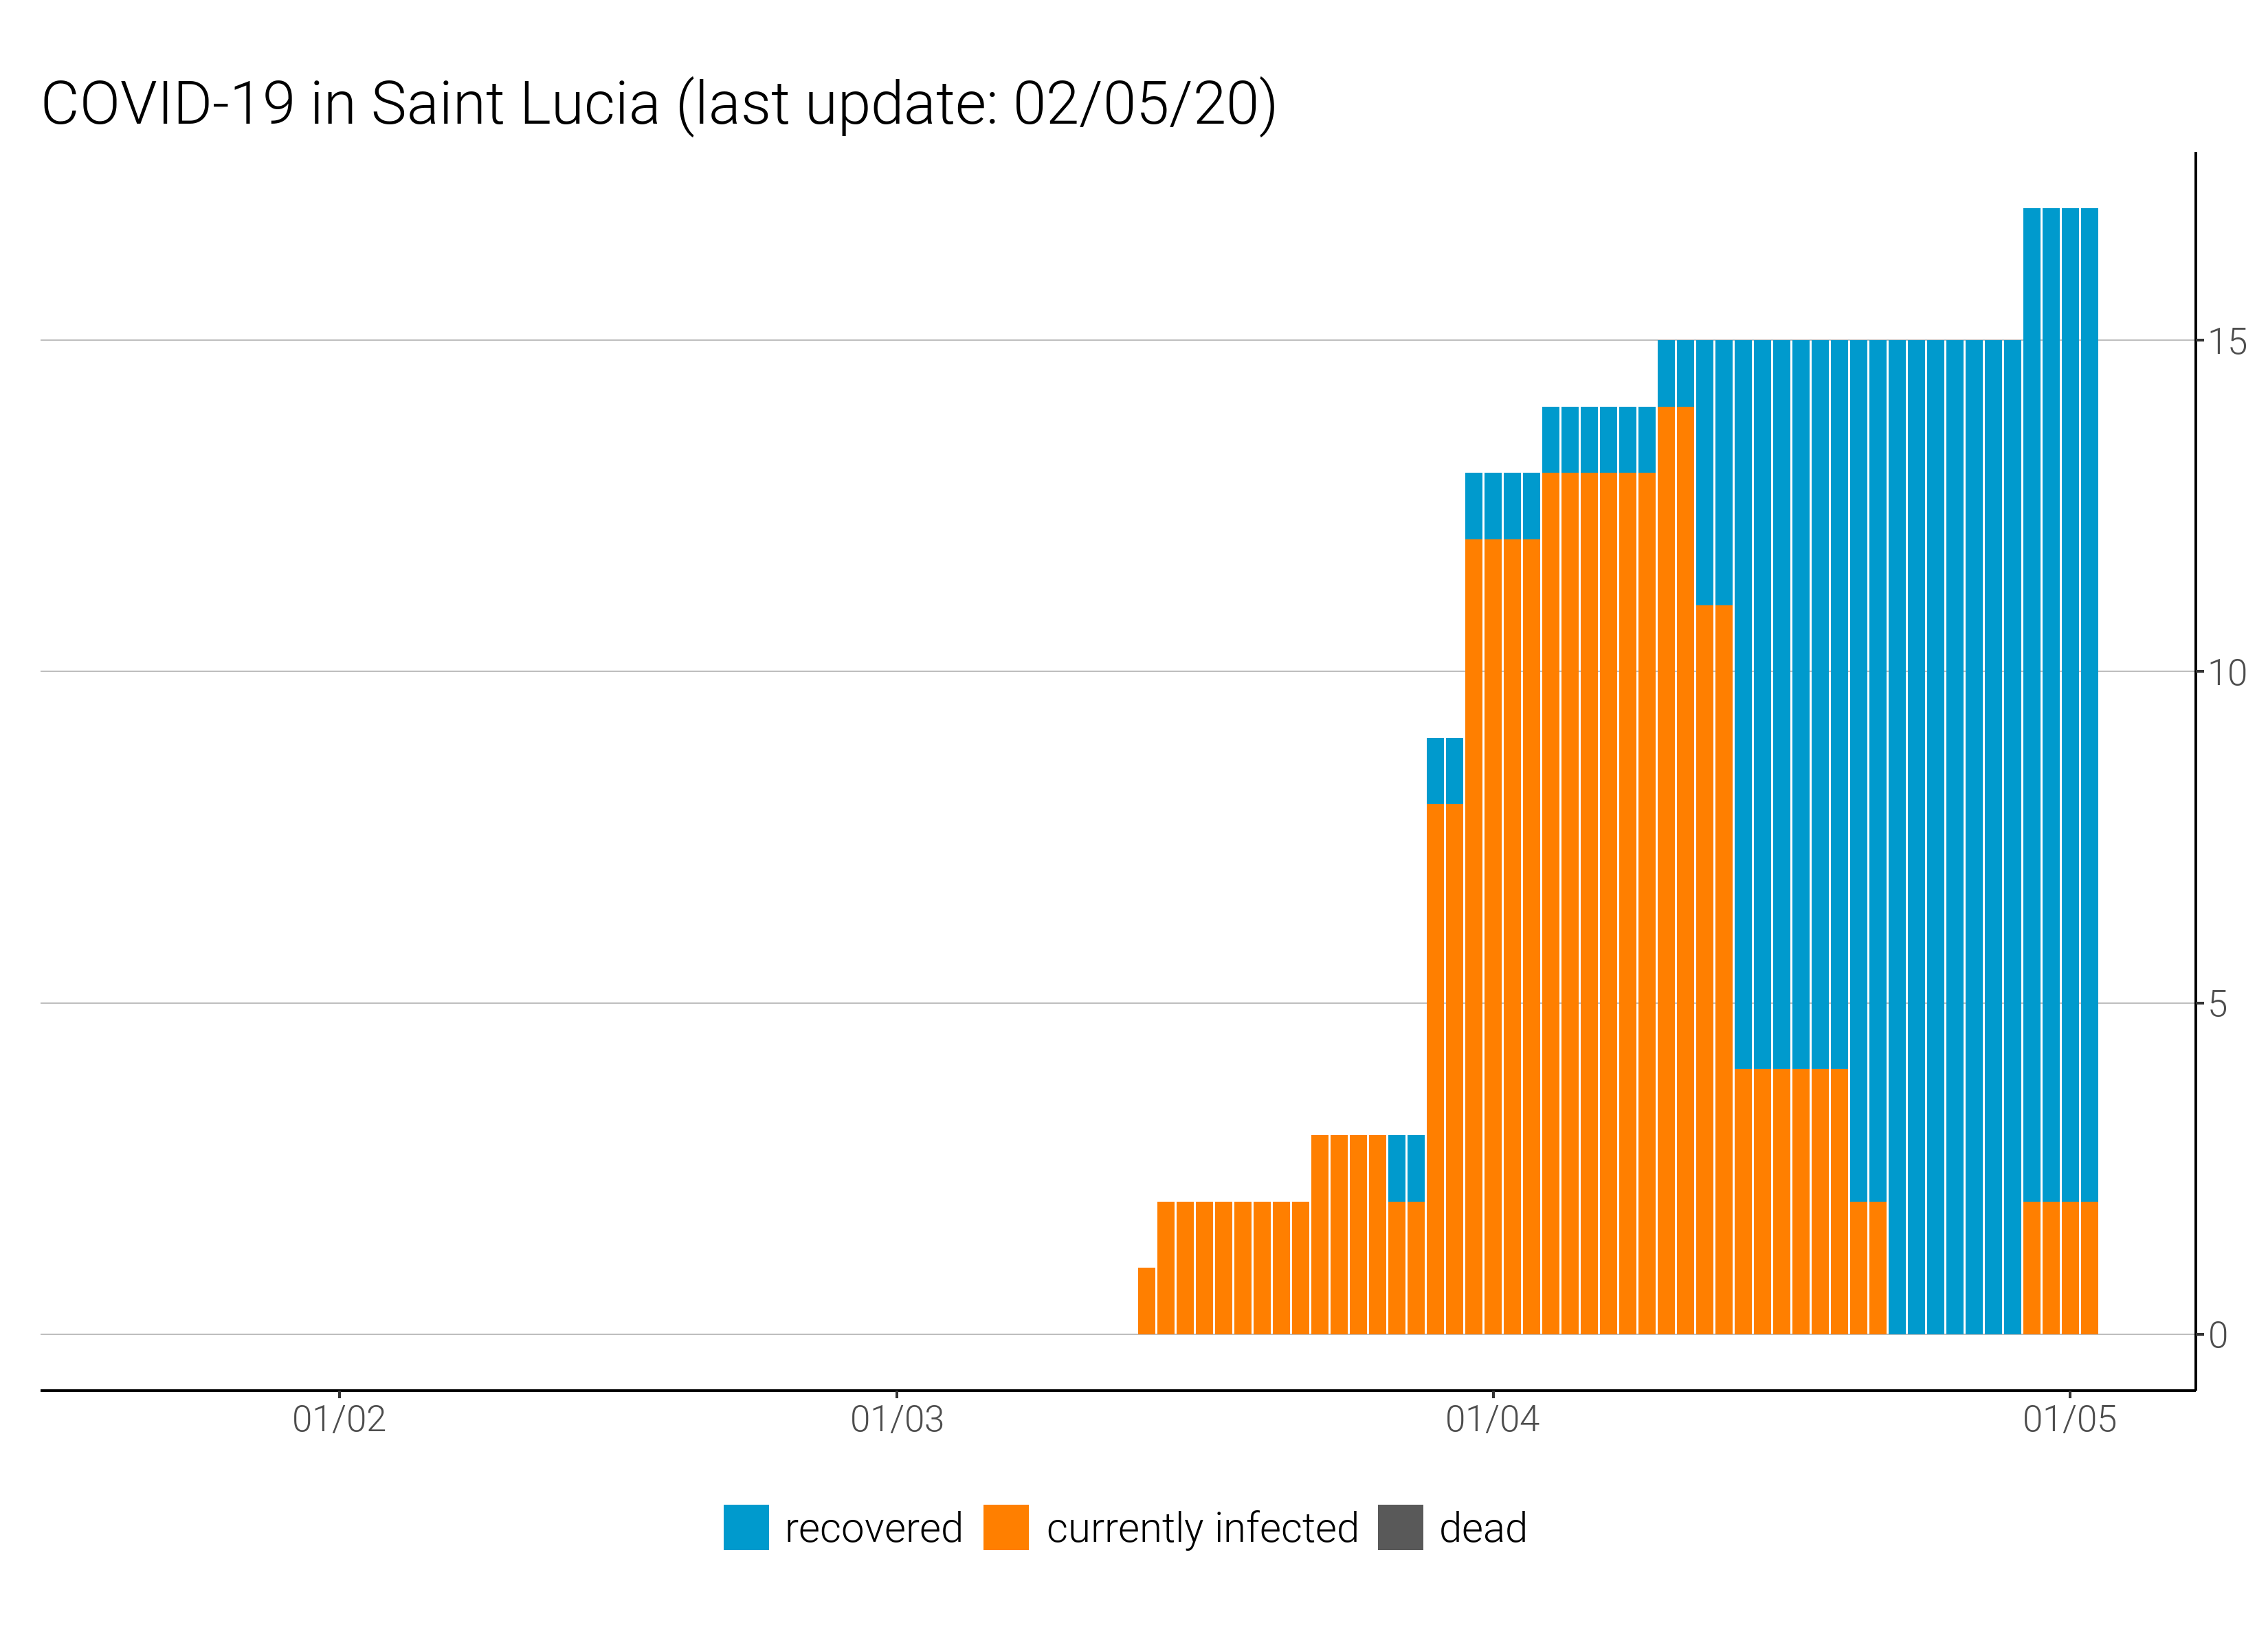 COVID-19 in Saint Lucia (last update: 02/05/20)
15
10
5
0
01/02 01/03 01/04 01/05
recovered currently infected dead